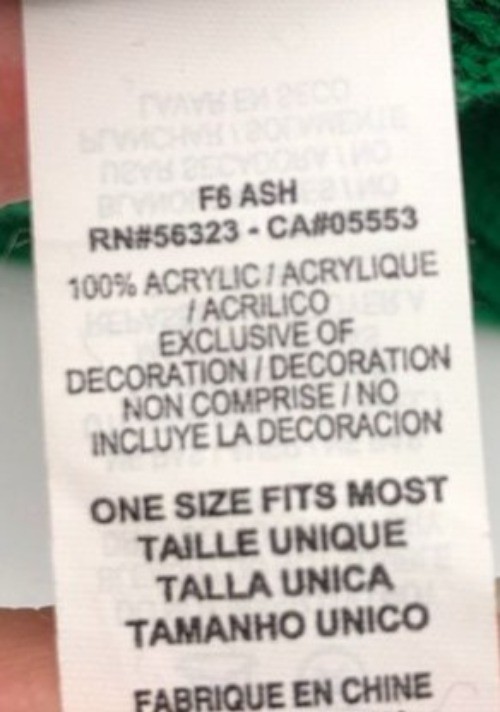 F6 ASH
RN#56323 - CA#05553
100% ACRYLIC / ACRYLIQUE
/ ACRILICO
EXCLUSIVE OF
DECORATION / DECORATION
NON COMPRISE / NO
INCLUYE LA DECORACION
ONE SIZE FITS MOST
TAILLE UNIQUE
TALLA UNICA
TAMANHO UNICO
FABRIQUE EN CHINE